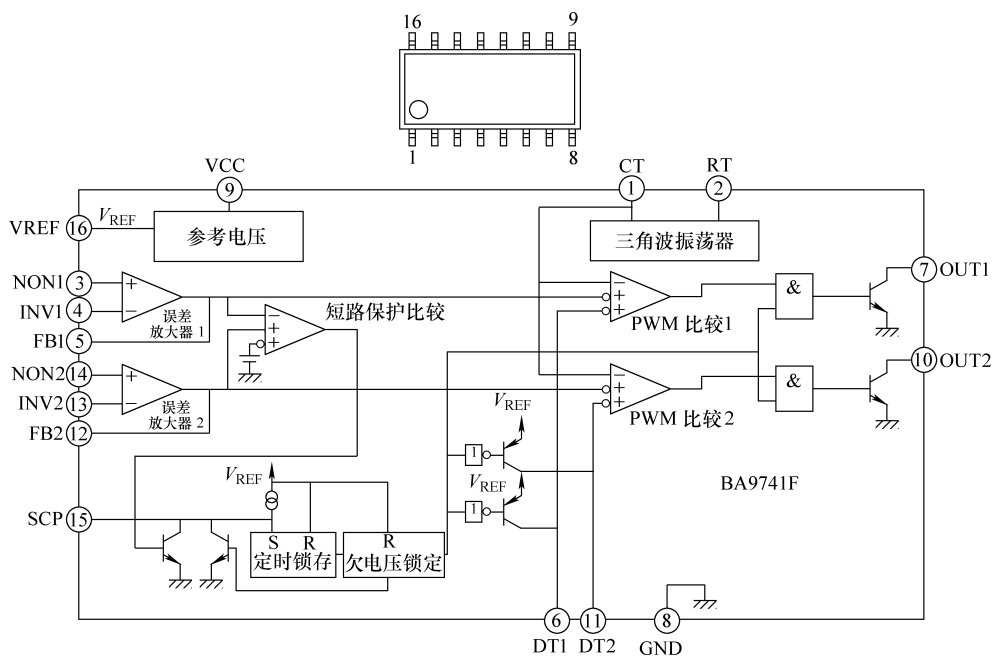 16
9
1
8
VCC
CT
RT
9
1
2
VREF
16
VREF
参考电压
三角波振荡器
NON1
3
+
−
INV1
4
误差
放大器 1
FB1
5
−
+
短路保护比较
−
+
+
PWM 比较1
&
7
OUT1
NON2
14
+
−
INV2
13
误差
放大器 2
FB2
12
−
+
+
PWM 比较2
&
10
OUT2
VREF
1
VREF
1
VREF
BA9741F
SCP
15
S
R
定时锁存
R
欠电压锁定
6
11
8
DT1
DT2
GND